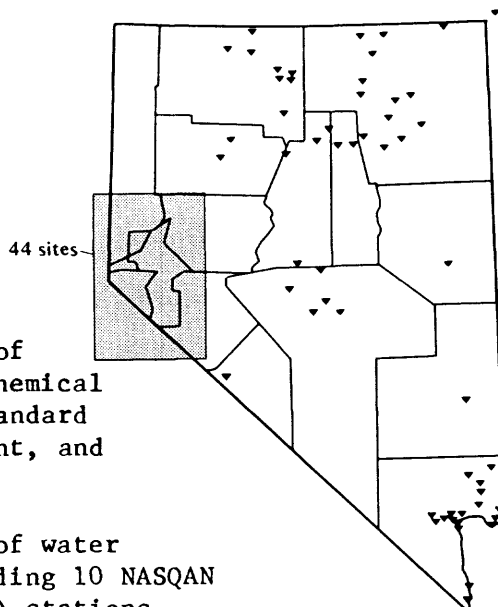 44 sites
of
hemical
andard
nt, and
of water
ding 10 NASQAN
) stations